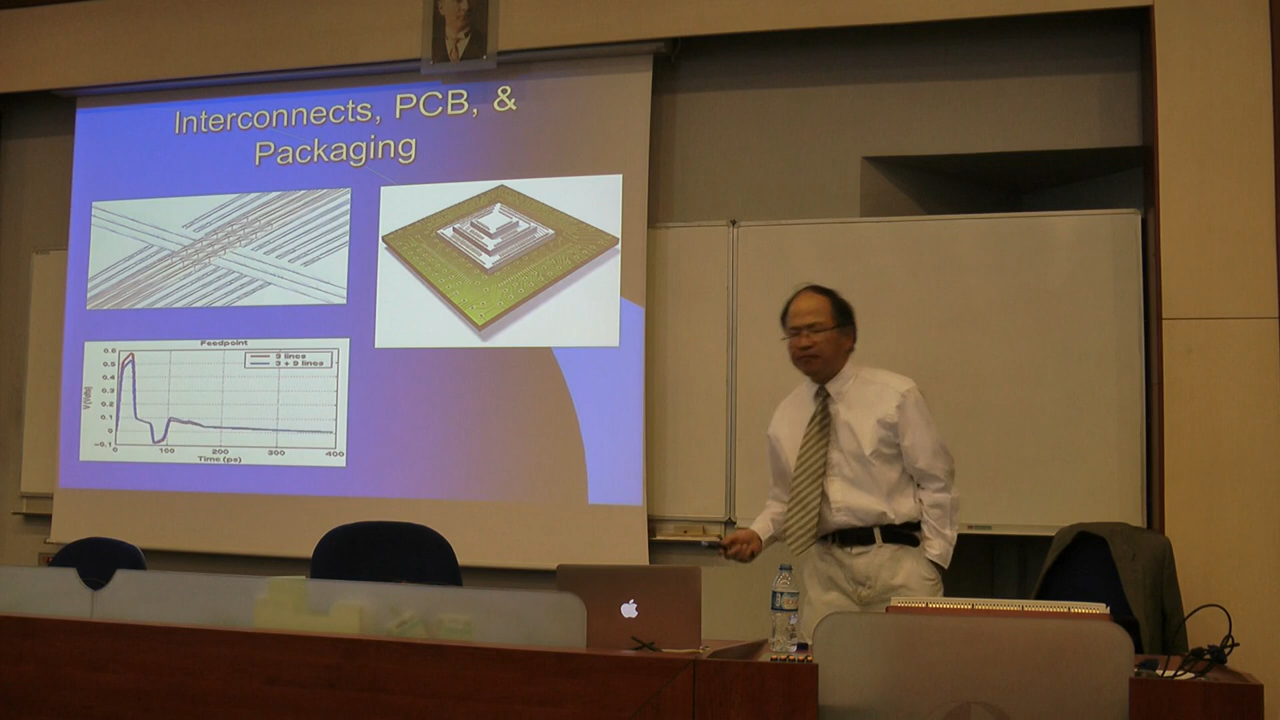 Interconnects, PCB, &
Packaging
Feedpoint
3 lines
3 + 9 lines
V (Volts)
0.6
0.5
0.4
0.3
0.2
0.1
0
-0.1
0 100 200 300 400
Time (ps)